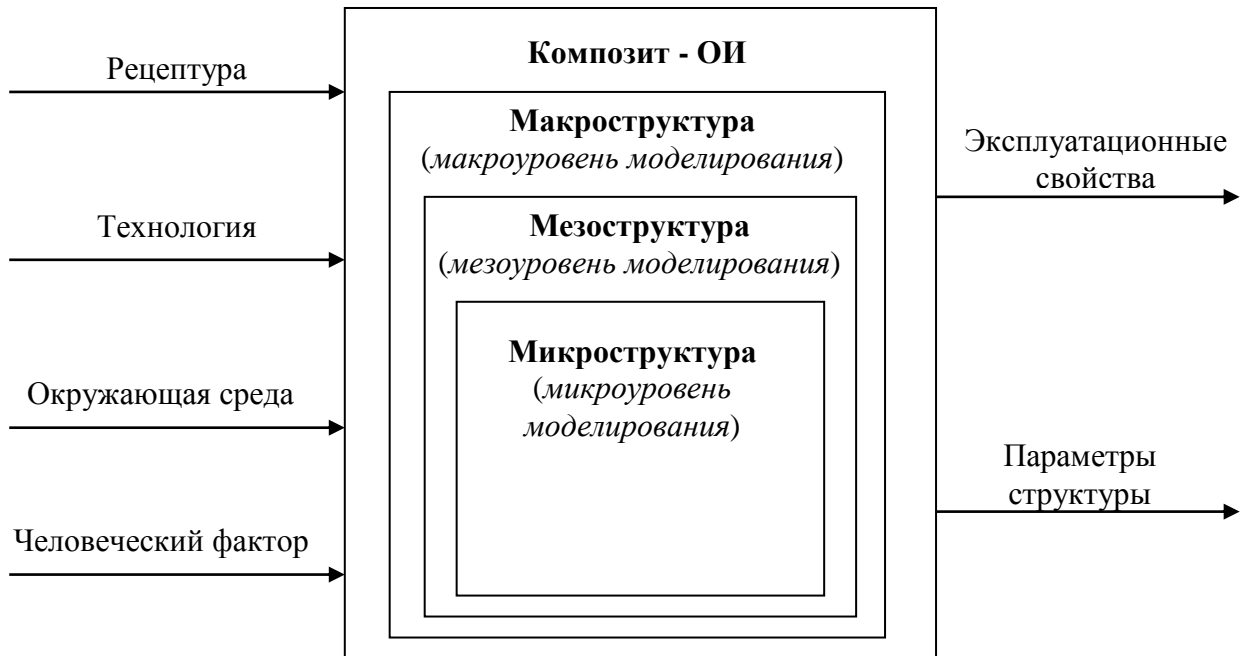 Рецептура
Технология
Окружающая среда
Человеческий фактор
Композит - ОИ
Макроструктура
(макроуровень моделирования)
Мезоструктура
(мезоуровень моделирования)
Микроструктура
(микроуровень
моделирования)
Эксплуатационные
свойства
Параметры
структуры